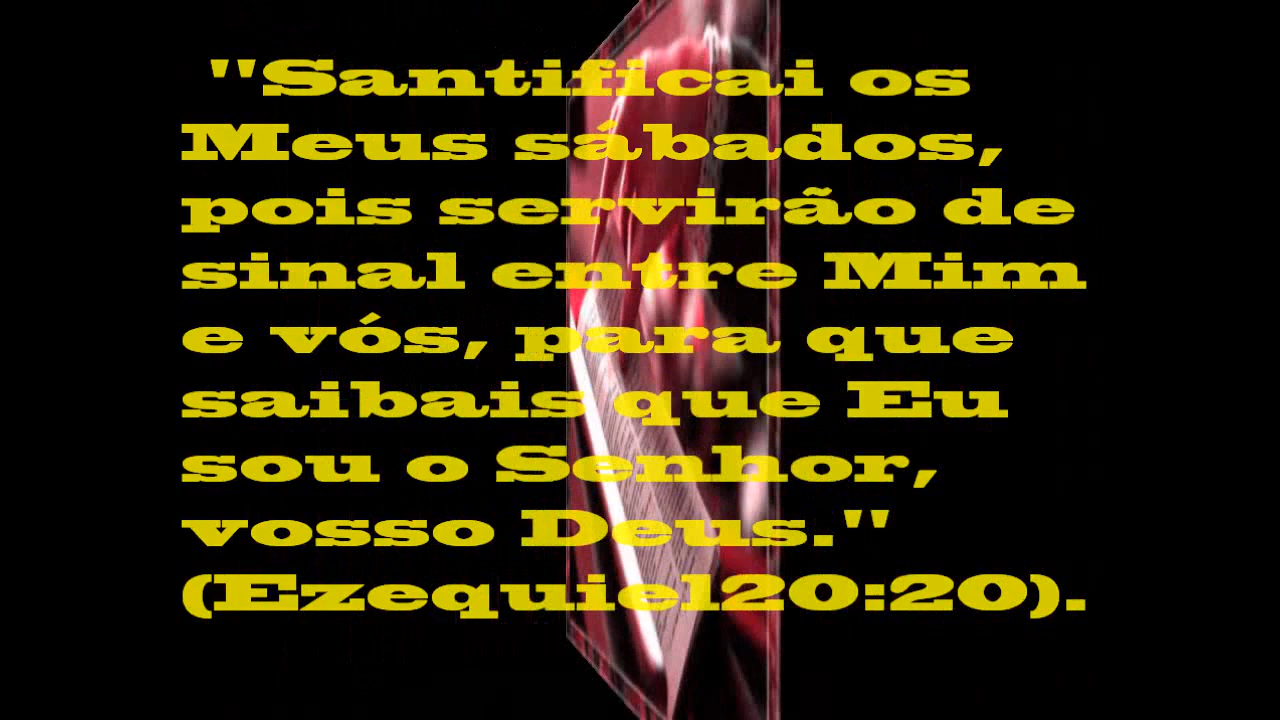 "Santificai os
Meus sábados,
pois servirão de
sinal entre Mim
e vós, para que
saibais que Eu
sou o Senhor,
vosso Deus."
(Ezequiel20:20).